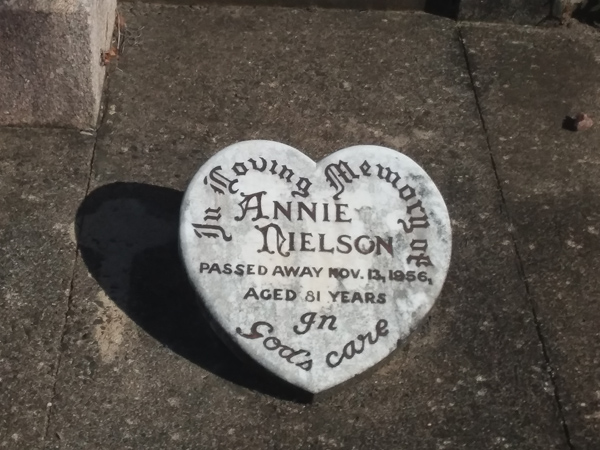 In Loving Memory of
ANNIE
NIELSON
PASSED AWAY NOV. 13, 1956,
AGED 81 YEARS
In
God's care